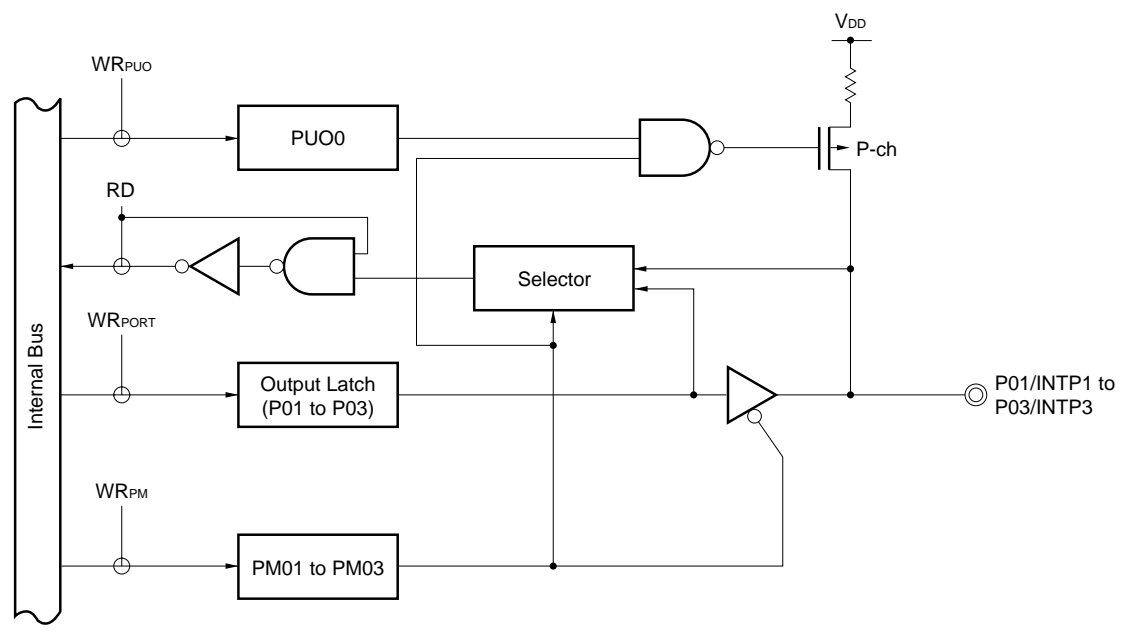 VDD
WRPUO
PUO0
P-ch
RD
Selector
WRPORT
Internal Bus
Output Latch
(P01 to P03)
P01/INTP1 to
P03/INTP3
WRPM
PM01 to PM03